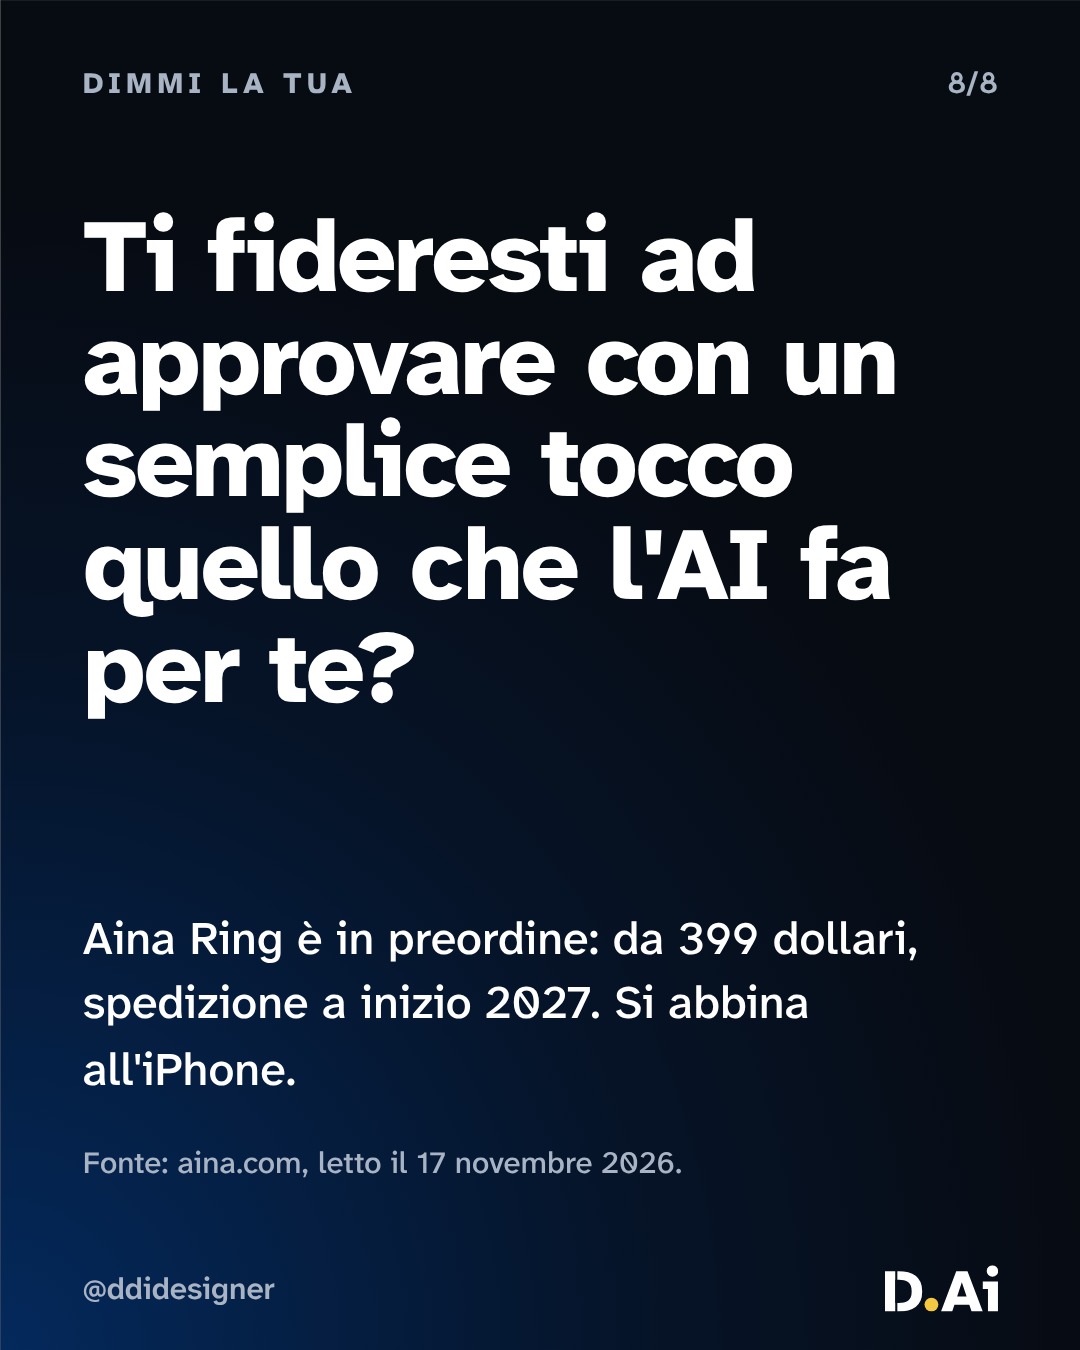 DIMMI LA TUA
8/8
Ti fideresti ad
approvare con un
semplice tocco
quello che l'AI fa
per te?
Aina Ring è in preordine: da 399 dollari,
spedizione a inizio 2027. Si abbina
all'iPhone.
Fonte: aina.com, letto il 17 novembre 2026.
@ddidesigner
D.Ai